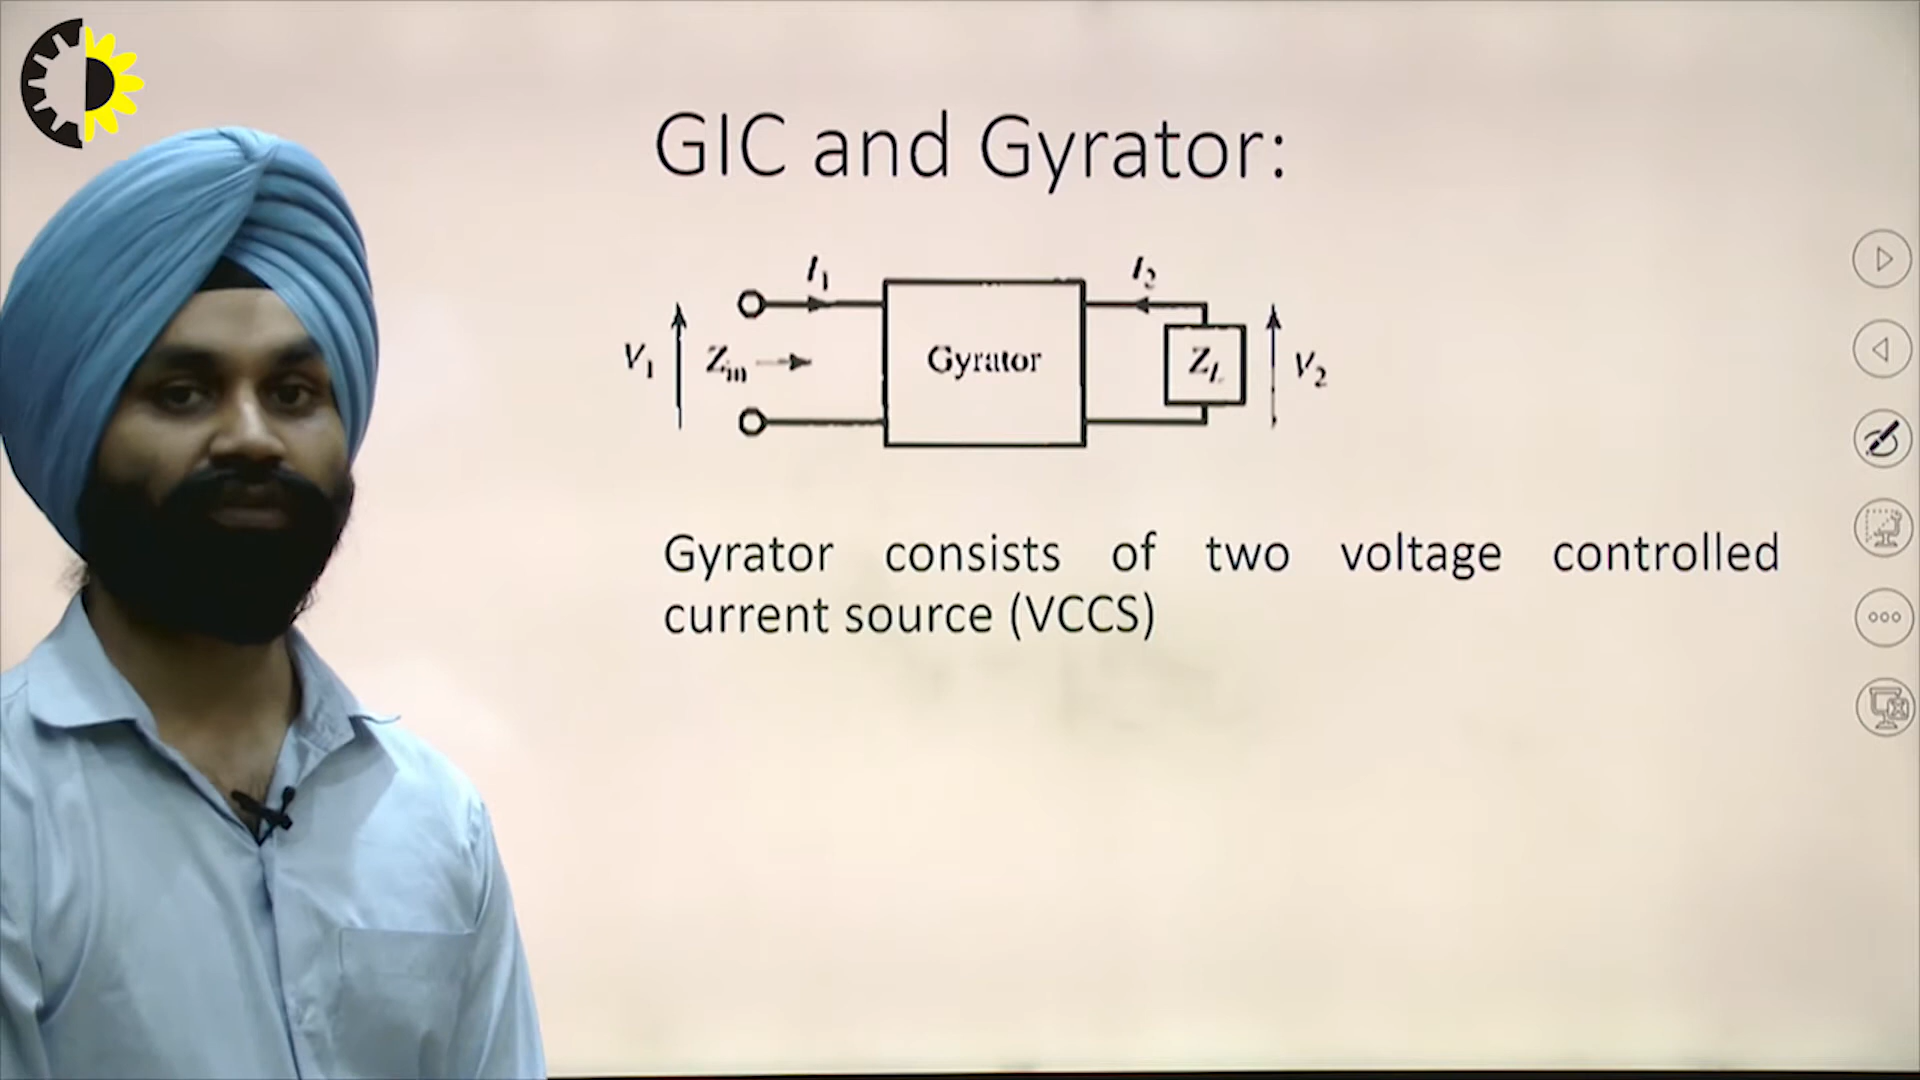 GIC and Gyrator:
I1
I2
V1
Zin
Gyrator
ZL
V2
Gyrator consists of two voltage controlled
current source (VCCS)